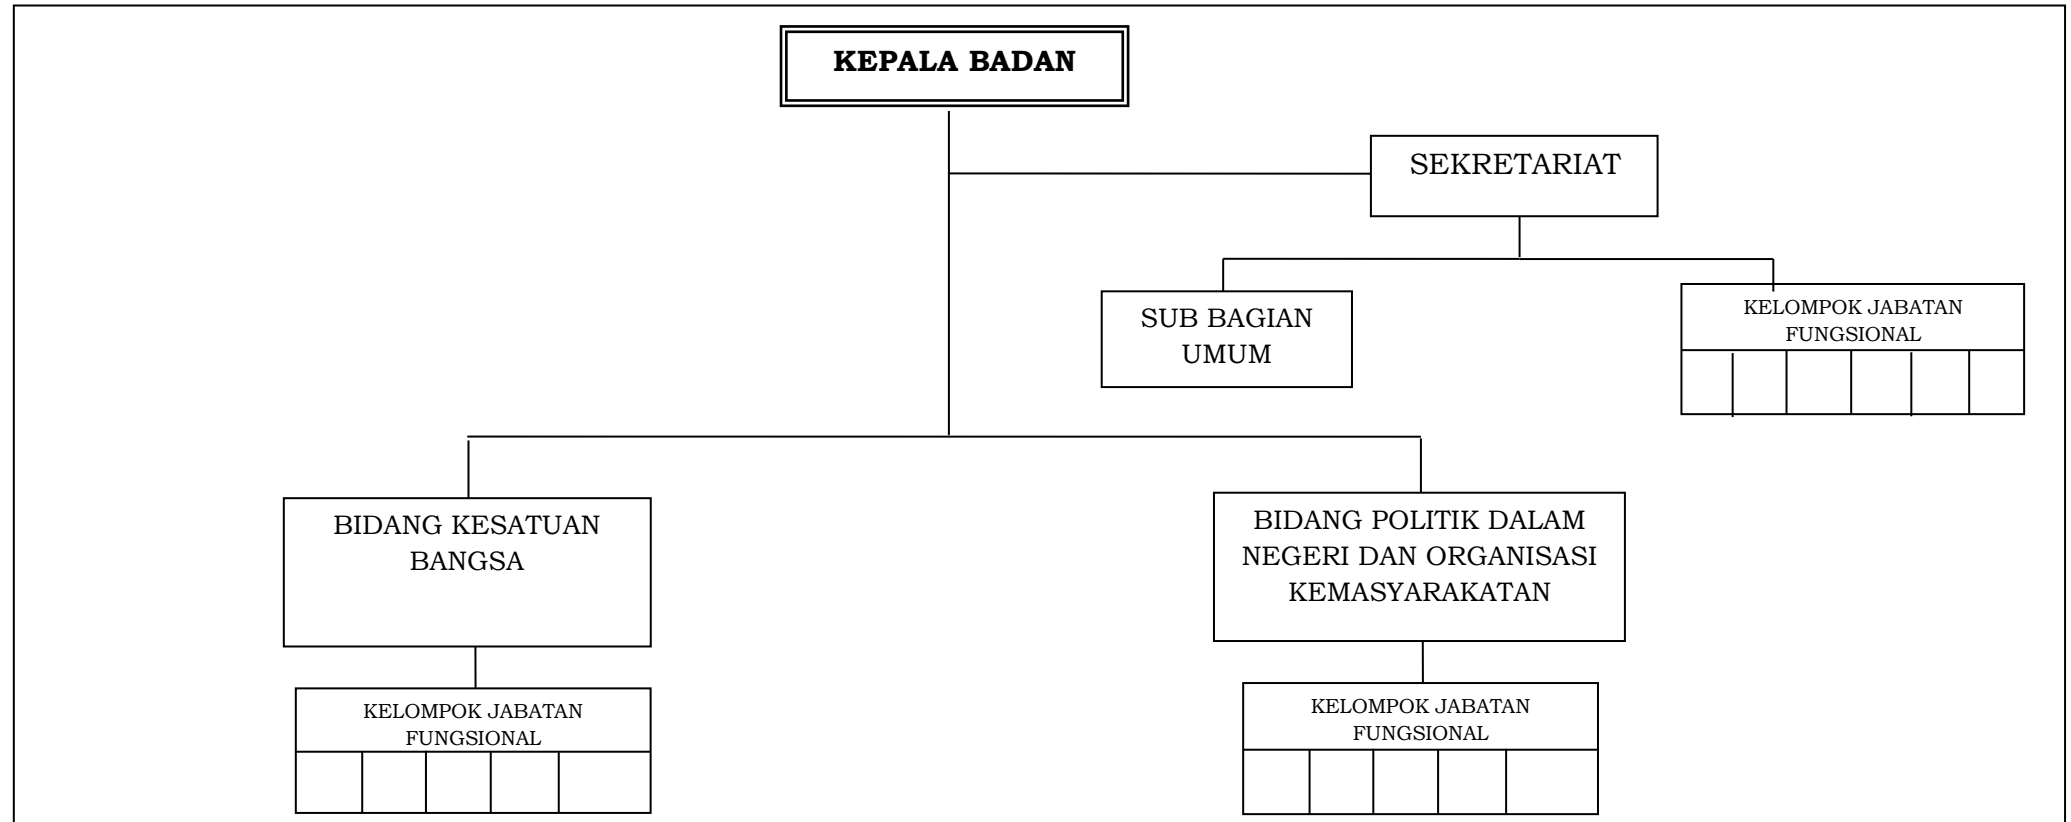 KEPALA BADAN
SEKRETARIAT
SUB BAGIAN
UMUM
KELOMPOK JABATAN
FUNGSIONAL
BIDANG KESATUAN
BANGSA
BIDANG POLITIK DALAM
NEGERI DAN ORGANISASI
KEMASYARAKATAN
KELOMPOK JABATAN
FUNGSIONAL
KELOMPOK JABATAN
FUNGSIONAL